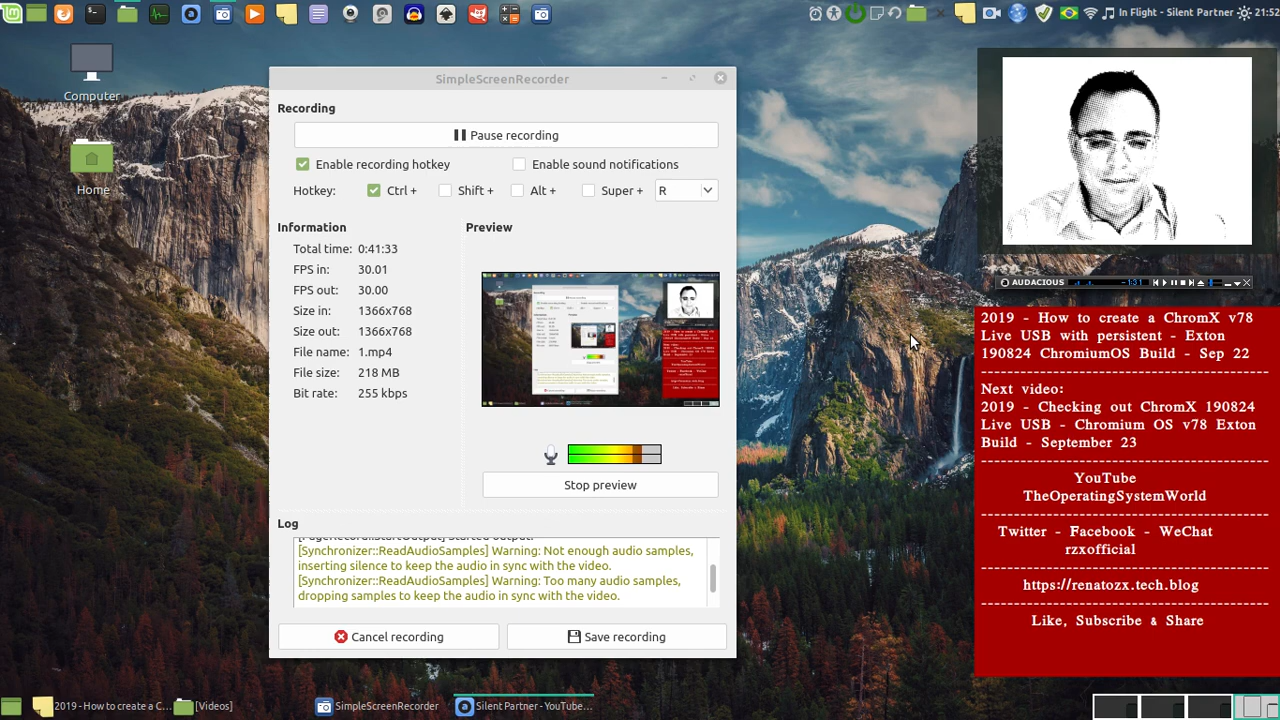 In Flight - Silent Partner
21:52
Computer
Home
SimpleScreenRecorder
Recording
Pause recording
Enable recording hotkey
Enable sound notifications
Hotkey:
Ctrl +
Shift +
Alt +
Super +
R
Information
Total time: 0:41:33
FPS in: 30.01
FPS out: 30.00
Size in: 1366x768
Size out: 1366x768
File name: 1.mp4
File size: 218 MB
Bit rate: 255 kbps
Preview
Stop preview
Log
[Synchronizer::ReadAudioSamples] Warning: Not enough audio samples,
inserting silence to keep the audio in sync with the video.
[Synchronizer::ReadAudioSamples] Warning: Too many audio samples,
dropping samples to keep the audio in sync with the video.
Cancel recording
Save recording
AUDACIOUS
-1:31
2019 - How to create a ChromX v78
Live USB with persistent - Exton
190824 ChromiumOS Build - Sep 22
Next video:
2019 - Checking out ChromX 190824
Live USB - Chromium OS v78 Exton
Build - September 23
YouTube
TheOperatingSystemWorld
Twitter - Facebook - WeChat
rzxofficial
https://renatozx.tech.blog
Like, Subscribe & Share
2019 - How to create a C...
[Videos]
SimpleScreenRecorder
Silent Partner - YouTube...